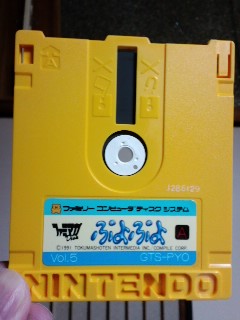 ファミリー コンピュータ ディスク システム
ぷよぷよ
A
©1991 TOKUMASHOTEN INTERMEDIA INC. COMPILE CORP.
Vol.5
GTS-PYO
NINTENDO